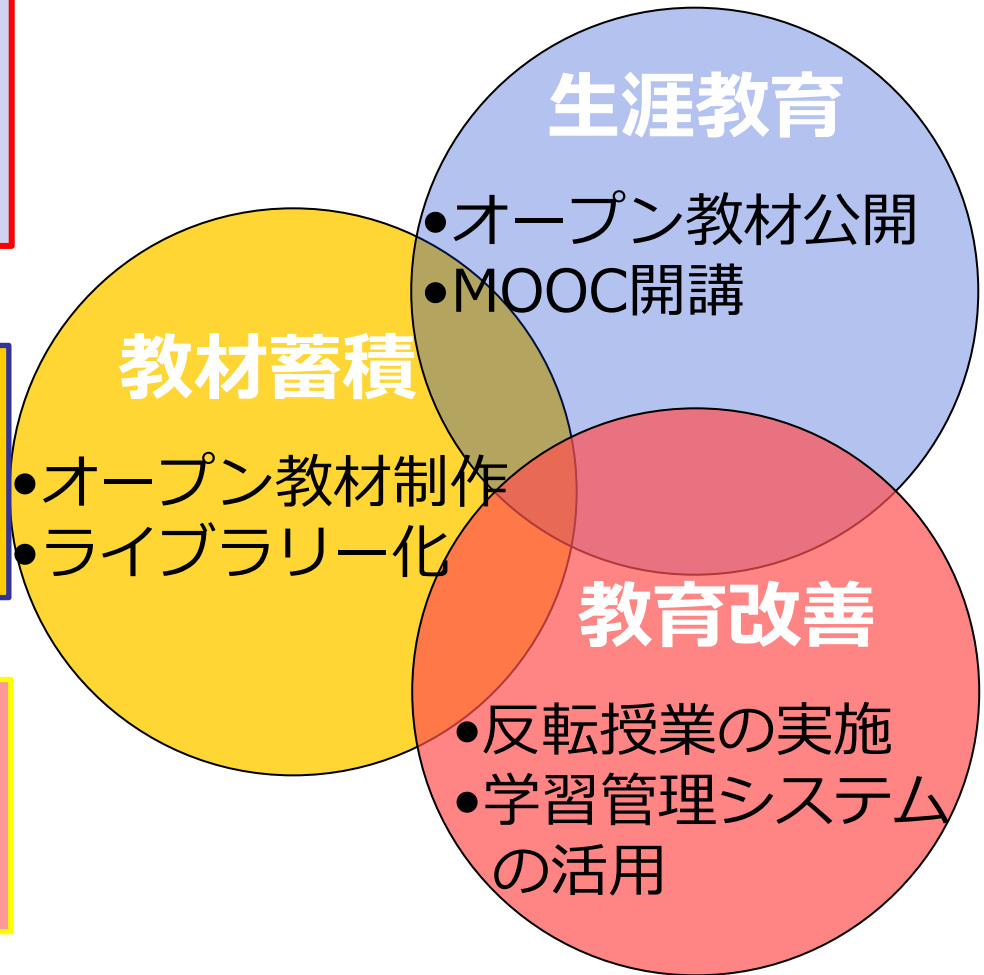 生涯教育
•オープン教材公開
•MOOC開講
教材蓄積
•オープン教材制作
•ライブラリー化
教育改善
•反転授業の実施
•学習管理システム
の活用